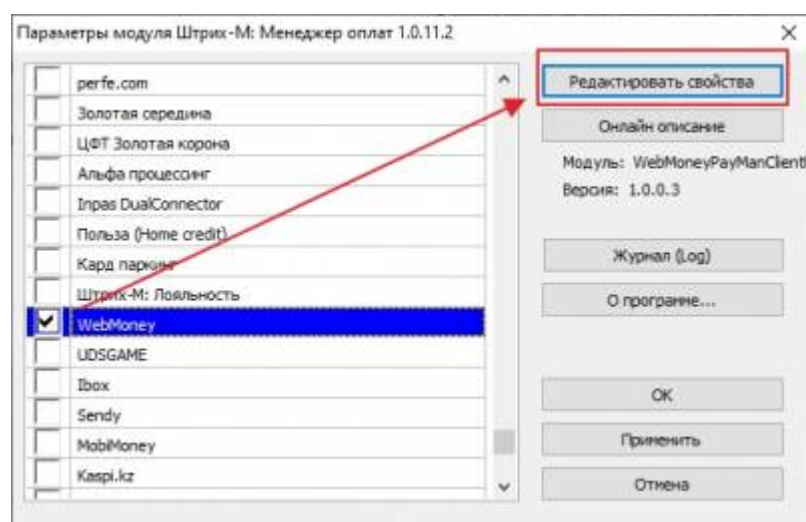 Параметры модуля Штрих-М: Менеджер оплат 1.0.11.2
perfe.com
Золотая середина
ЦФТ Золотая корона
Альфа процессинг
Inpas DualConnector
Польза (Home credit)
Кард паркинг
Штрих-М: Лояльность
WebMoney
UDSGAME
Ibox
Sendy
MobiMoney
Kaspi.kz
Редактировать свойства
Онлайн описание
Модуль: WebMoneyPayManClient
Версия: 1.0.0.3
Журнал (Log)
О программе...
ОК
Применить
Отмена